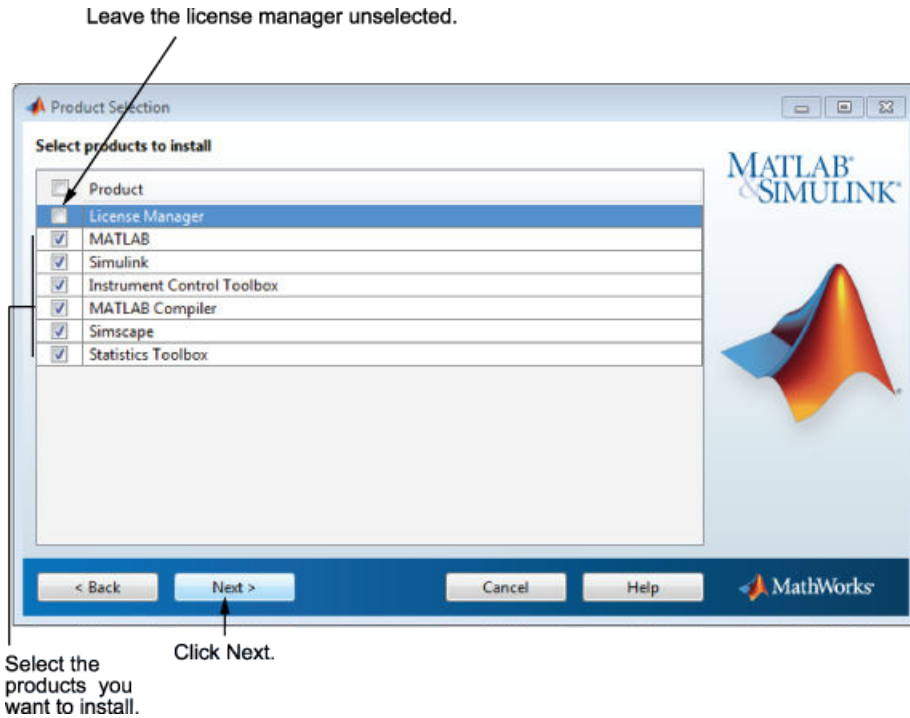 Leave the license manager unselected.
Product Selection
Select products to install
MATLAB®
&SIMULINK®
Product
License Manager
MATLAB
Simulink
Instrument Control Toolbox
MATLAB Compiler
Simscape
Statistics Toolbox
®
< Back
Next >
Cancel
Help
MathWorks®
Click Next.
Select the
products you
want to install.